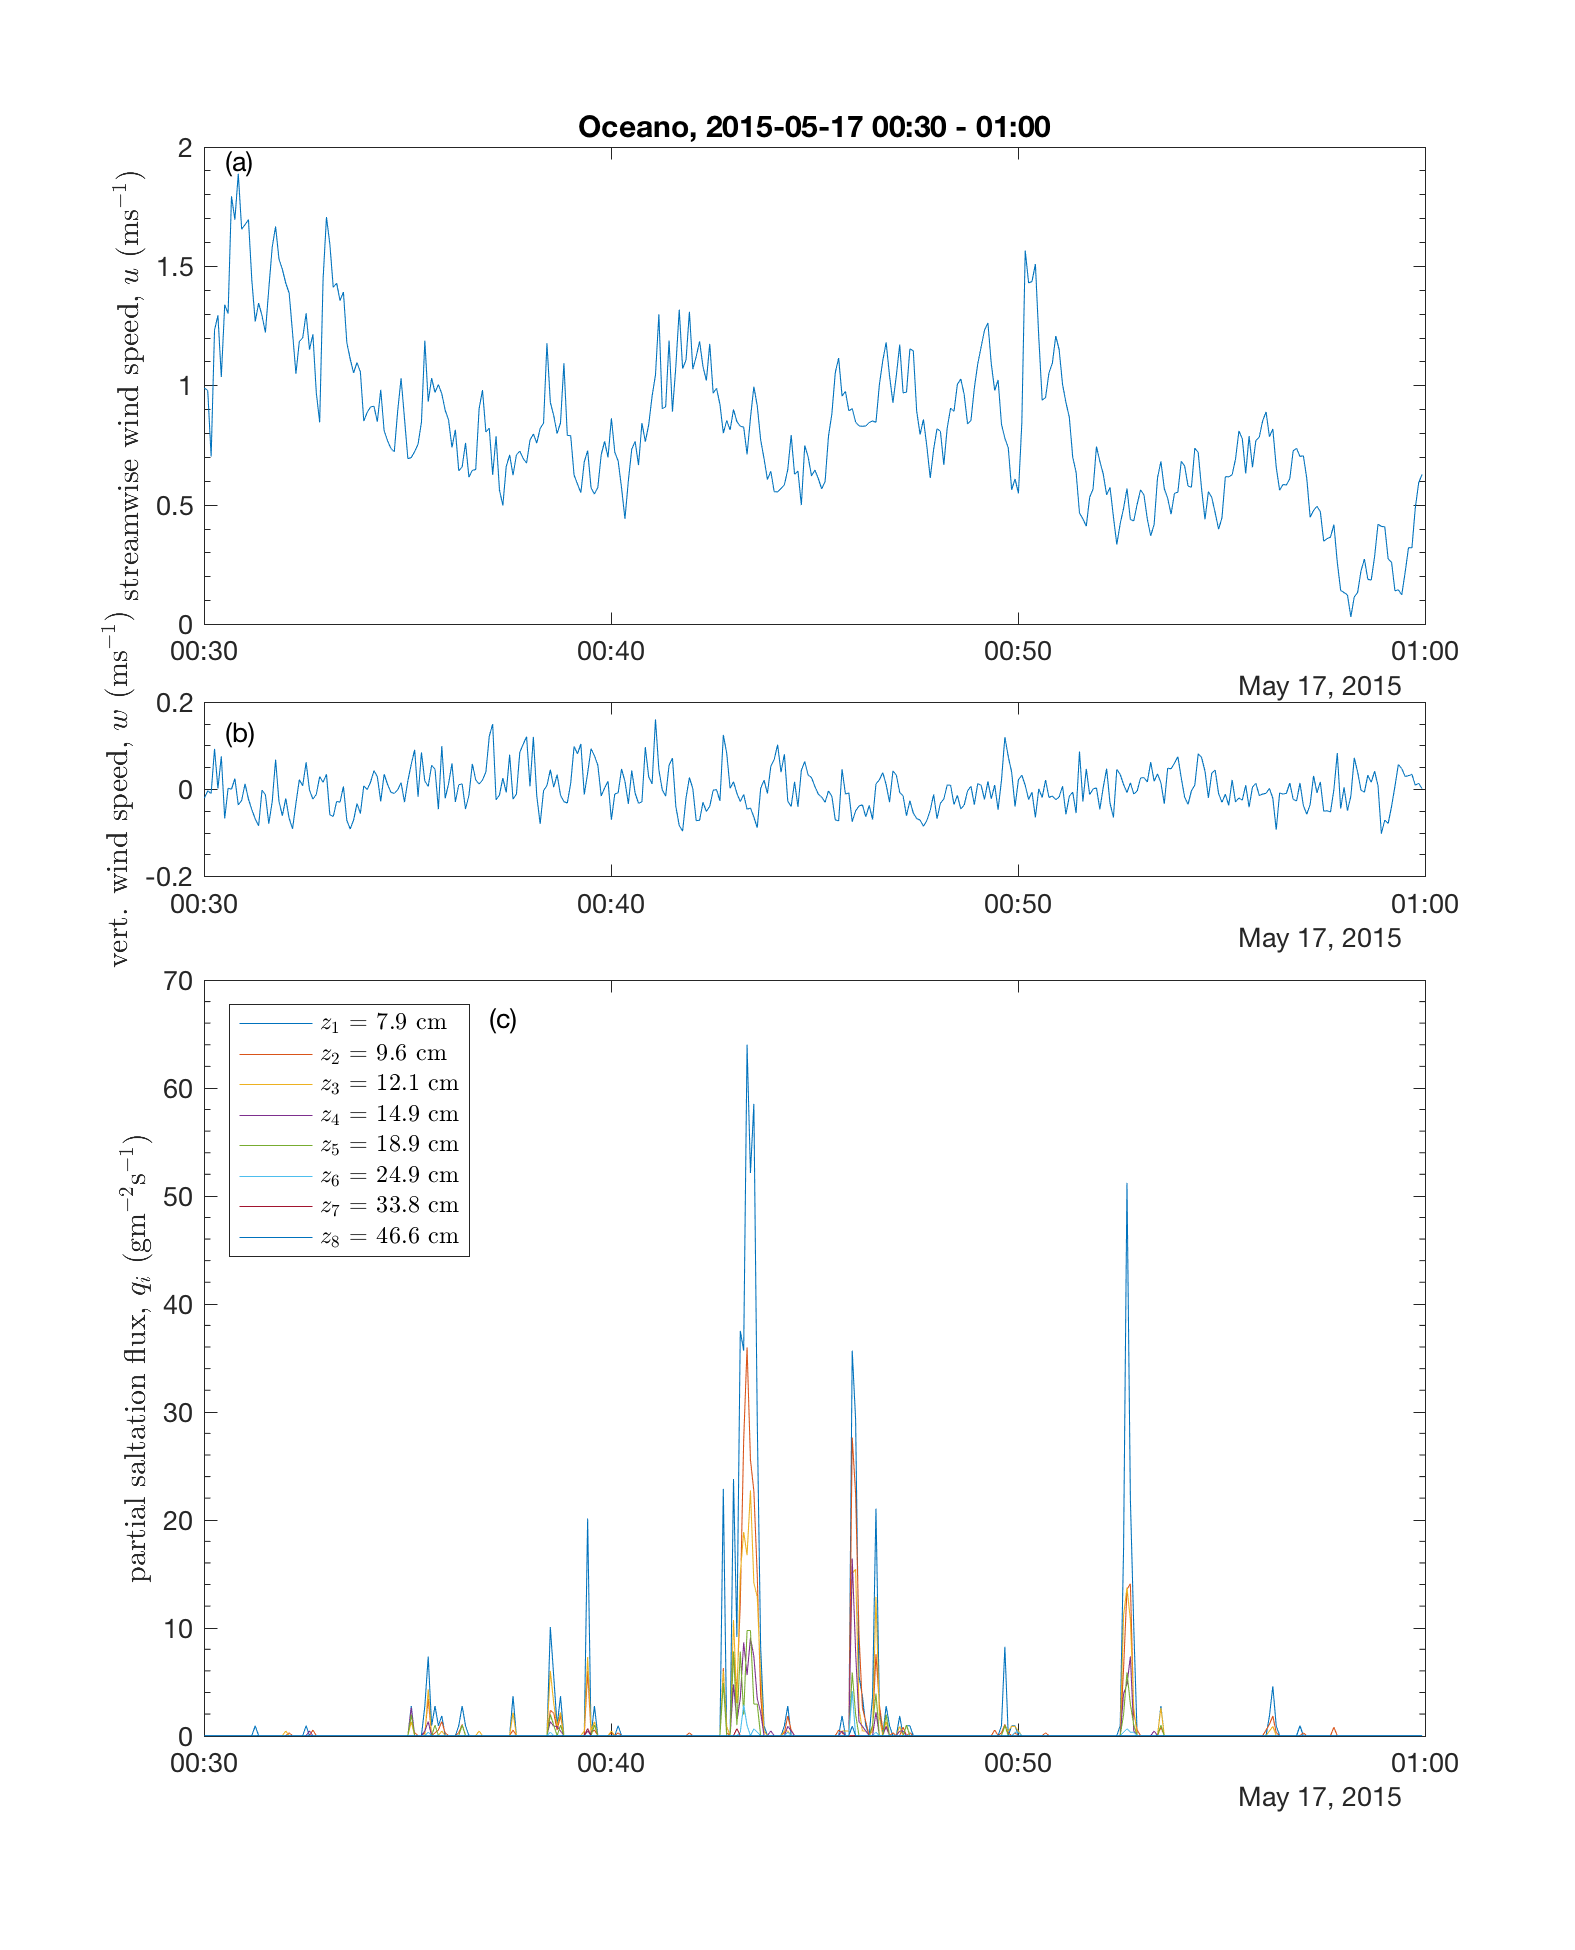 Oceano, 2015-05-17 00:30 - 01:00
(a)
streamwise wind speed, u (ms⁻¹)
2
1.5
1
0.5
0
00:30 00:40 00:50 01:00
May 17, 2015
(b)
vert. wind speed, w (ms⁻¹)
0.2
0
-0.2
00:30 00:40 00:50 01:00
May 17, 2015
(c)
partial saltation flux, qᵢ (gm⁻²s⁻¹)
70
60
50
40
30
20
10
0
z₁ = 7.9 cm
z₂ = 9.6 cm
z₃ = 12.1 cm
z₄ = 14.9 cm
z₅ = 18.9 cm
z₆ = 24.9 cm
z₇ = 33.8 cm
z₈ = 46.6 cm
00:30 00:40 00:50 01:00
May 17, 2015